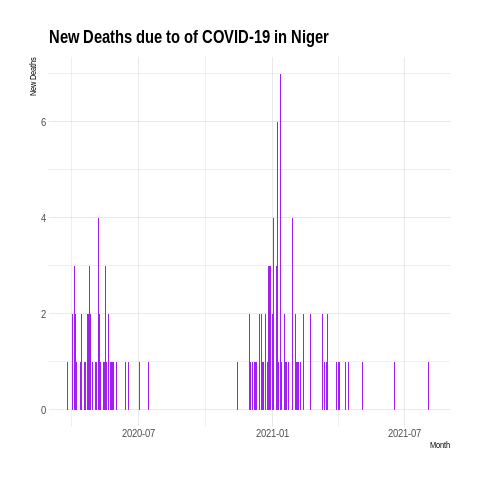 New Deaths due to of COVID-19 in Niger
New Deaths
6
4
2
0
2020-07 2021-01 2021-07
Month